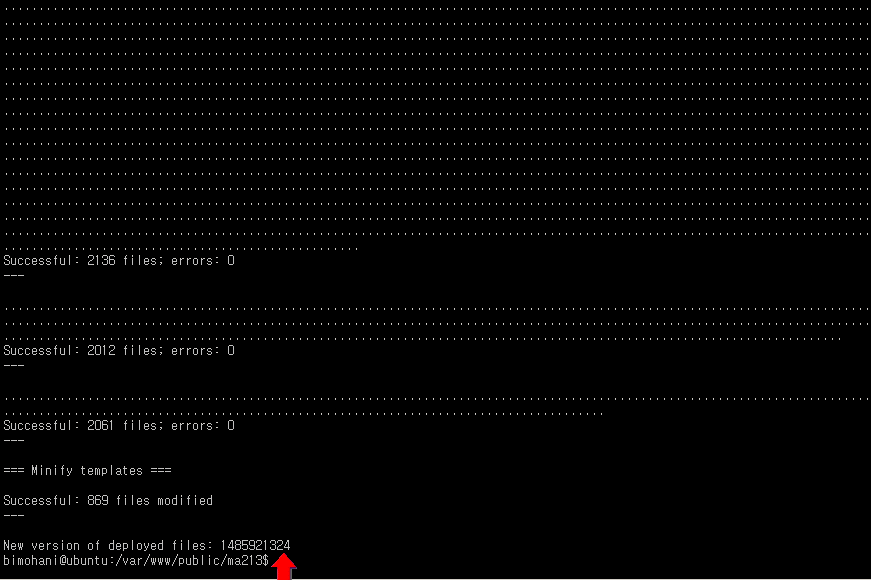 Successful: 2136 files; errors: 0
---
Successful: 2012 files; errors: 0
---
Successful: 2061 files; errors: 0
---
=== Minify templates ===
Successful: 869 files modified
---
New version of deployed files: 1485921324
bimohani@ubuntu:/var/www/public/ma213$